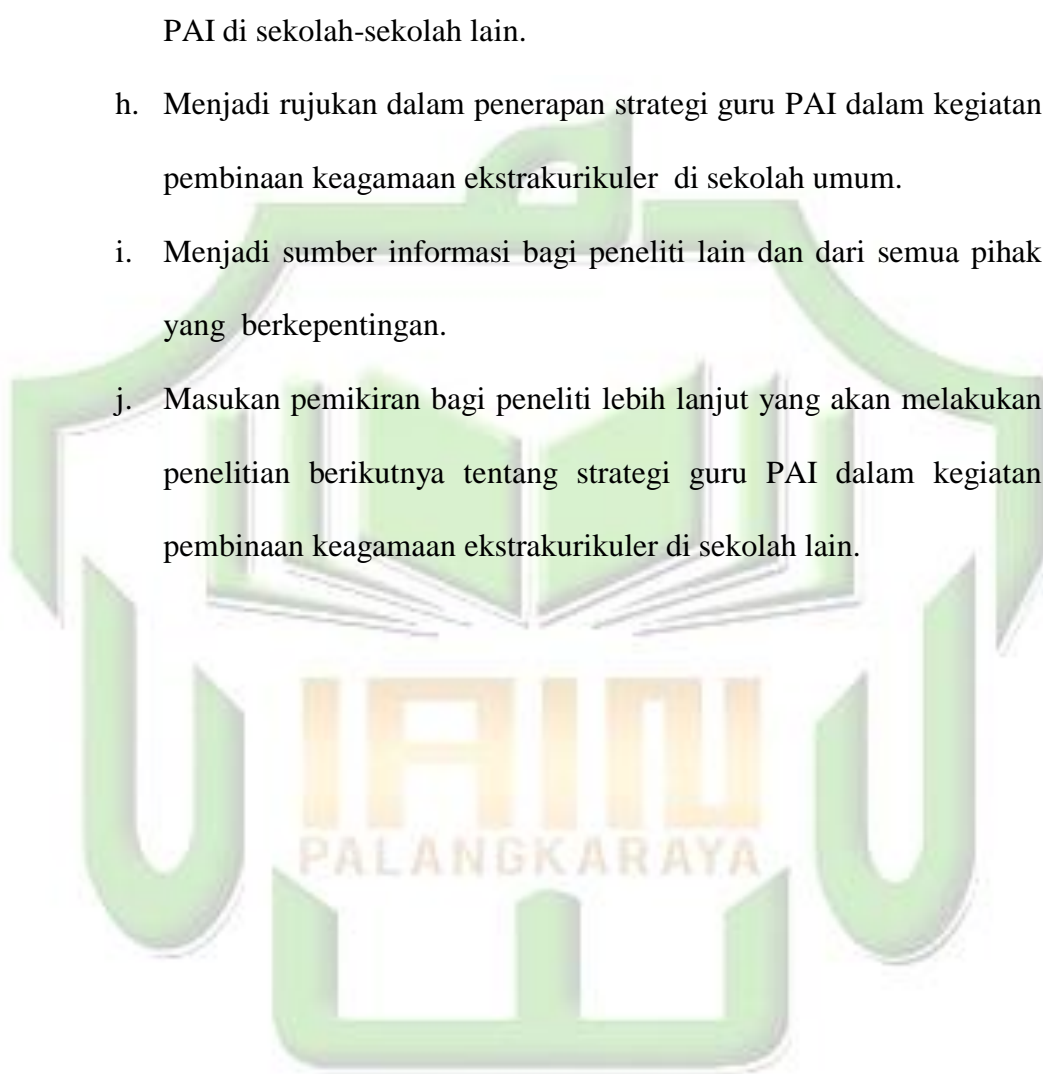 PAI di sekolah-sekolah lain.
h. Menjadi rujukan dalam penerapan strategi guru PAI dalam kegiatan
pembinaan keagamaan ekstrakurikuler di sekolah umum.
i. Menjadi sumber informasi bagi peneliti lain dan dari semua pihak
yang berkepentingan.
j. Masukan pemikiran bagi peneliti lebih lanjut yang akan melakukan
penelitian berikutnya tentang strategi guru PAI dalam kegiatan
pembinaan keagamaan ekstrakurikuler di sekolah lain.
IAIN
PALANGKARAYA